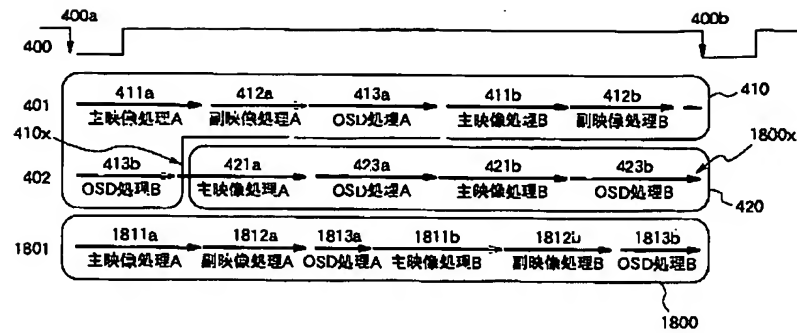 400a 400b
400
411a 412a 413a 411b 412b 410
401 主映像処理A 副映像処理A OSD処理A 主映像処理B 副映像処理B
410x 1800x
413b 421a 423a 421b 423b
402 OSD処理B 主映像処理A OSD処理A 主映像処理B OSD処理B 420
1811a 1812a 1813a 1811b 1812b 1813b
1801 主映像処理A 副映像処理A OSD処理A 主映像処理B 副映像処理B OSD処理B
1800